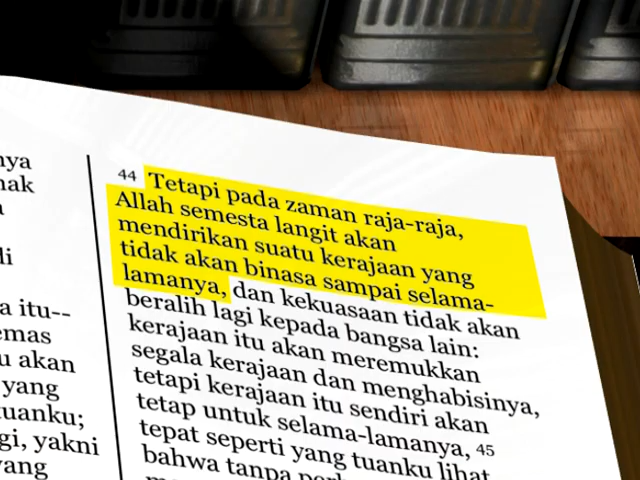 nya
nak
di
a itu--
emas
u akan
yang
tuanku;
gi, yakni
yang
44 Tetapi pada zaman raja-raja,
Allah semesta langit akan
mendirikan suatu kerajaan yang
tidak akan binasa sampai selama-
lamanya, dan kekuasaan tidak akan
beralih lagi kepada bangsa lain:
kerajaan itu akan meremukkan
segala kerajaan dan menghabisinya,
tetapi kerajaan itu sendiri akan
tetap untuk selama-lamanya, 45
tepat seperti yang tuanku lihat,
bahwa tanpa